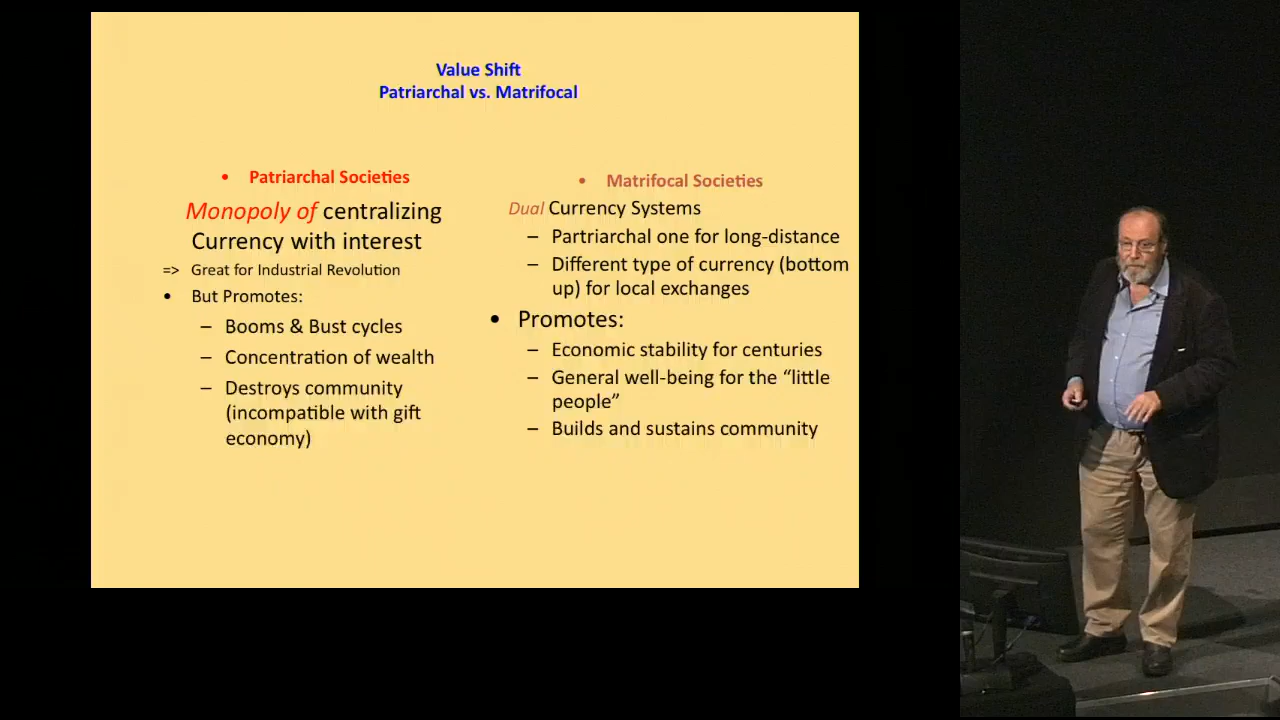 Value Shift
Patriarchal vs. Matrifocal
• Patriarchal Societies
Monopoly of centralizing
Currency with interest
=> Great for Industrial Revolution
• But Promotes:
– Booms & Bust cycles
– Concentration of wealth
– Destroys community
(incompatible with gift
economy)
• Matrifocal Societies
Dual Currency Systems
– Partriarchal one for long-distance
– Different type of currency (bottom
up) for local exchanges
• Promotes:
– Economic stability for centuries
– General well-being for the “little
people”
– Builds and sustains community